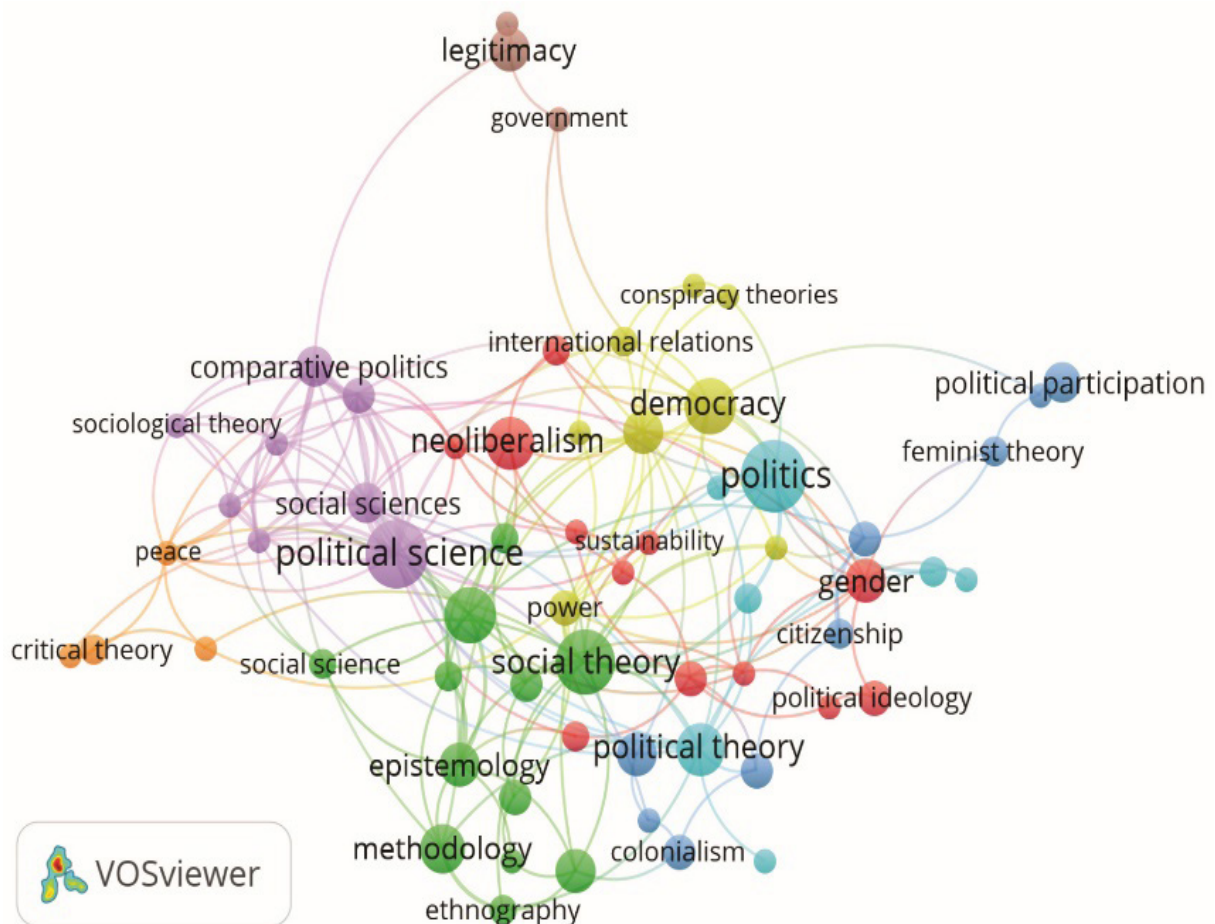 legitimacy
government
conspiracy theories
international relations
comparative politics
political participation
democracy
sociological theory
neoliberalism
feminist theory
politics
social sciences
sustainability
peace
political science
gender
power
citizenship
critical theory
social science
social theory
political ideology
political theory
epistemology
methodology
colonialism
VOSviewer
ethnography